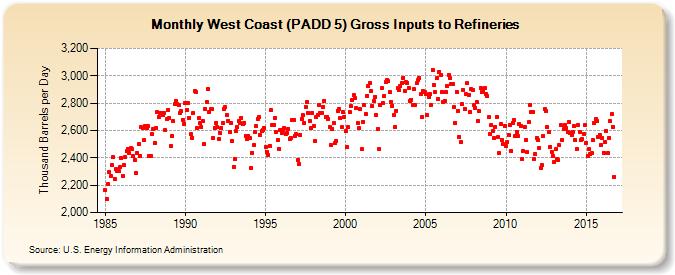 Monthly West Coast (PADD 5) Gross Inputs to Refineries
Thousand Barrels per Day
3,200
3,000
2,800
2,600
2,400
2,200
2,000
1985 1990 1995 2000 2005 2010 2015
Source: U.S. Energy Information Administration